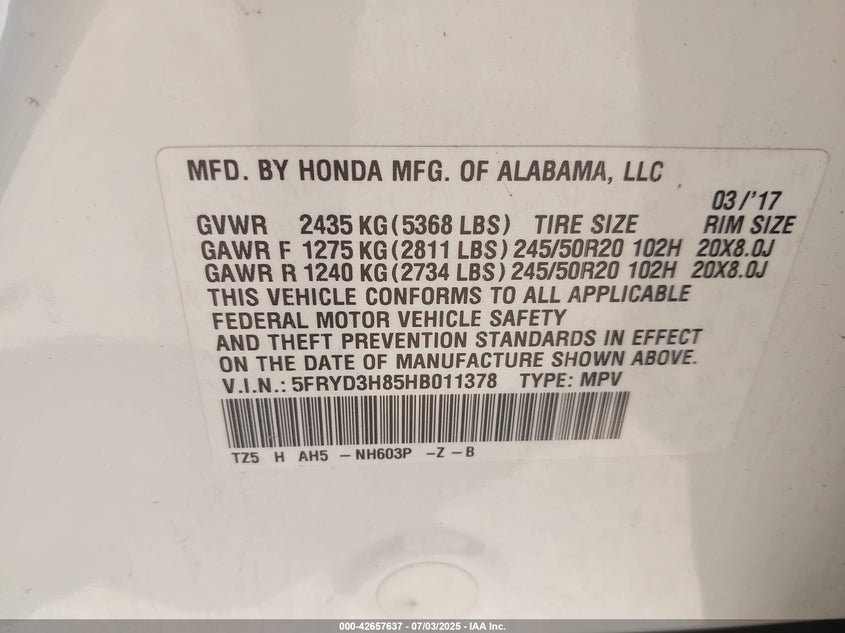 MFD. BY HONDA MFG. OF ALABAMA, LLC
03/'17
GVWR 2435 KG (5368 LBS) TIRE SIZE RIM SIZE
GAWR F 1275 KG (2811 LBS) 245/50R20 102H 20X8.0J
GAWR R 1240 KG (2734 LBS) 245/50R20 102H 20X8.0J
THIS VEHICLE CONFORMS TO ALL APPLICABLE
FEDERAL MOTOR VEHICLE SAFETY
AND THEFT PREVENTION STANDARDS IN EFFECT
ON THE DATE OF MANUFACTURE SHOWN ABOVE.
V.I.N.: 5FRYD3H85HB011378 TYPE: MPV
TZ5 H AH5 – NH603P –Z – B
000-42657637 - 07/03/2025 - IAA Inc.